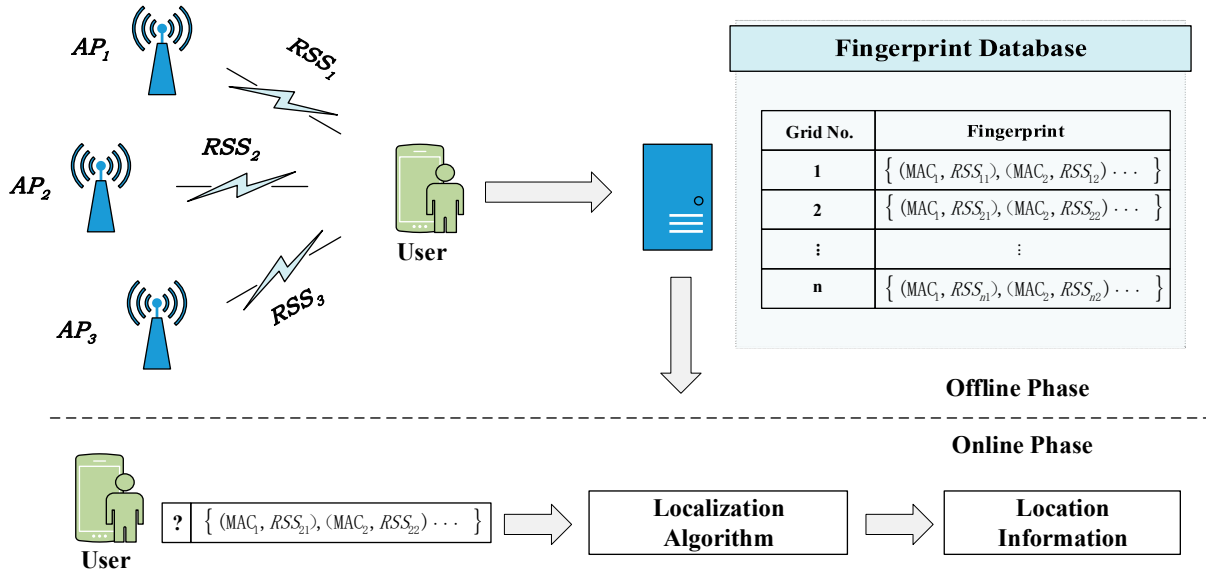 AP₁
RSS₁
AP₂
RSS₂
AP₃
RSS₃
User
Fingerprint Database
Grid No. Fingerprint
1 {(MAC₁, RSS₁₁), (MAC₂, RSS₁₂)··· }
2 {(MAC₁, RSS₂₁), (MAC₂, RSS₂₂)··· }
⋮ ⋮
n {(MAC₁, RSSₙ₁), (MAC₂, RSSₙ₂)··· }
Offline Phase
Online Phase
User
? {(MAC₁, RSS₂₁), (MAC₂, RSS₂₂)··· }
Localization
Algorithm
Location
Information